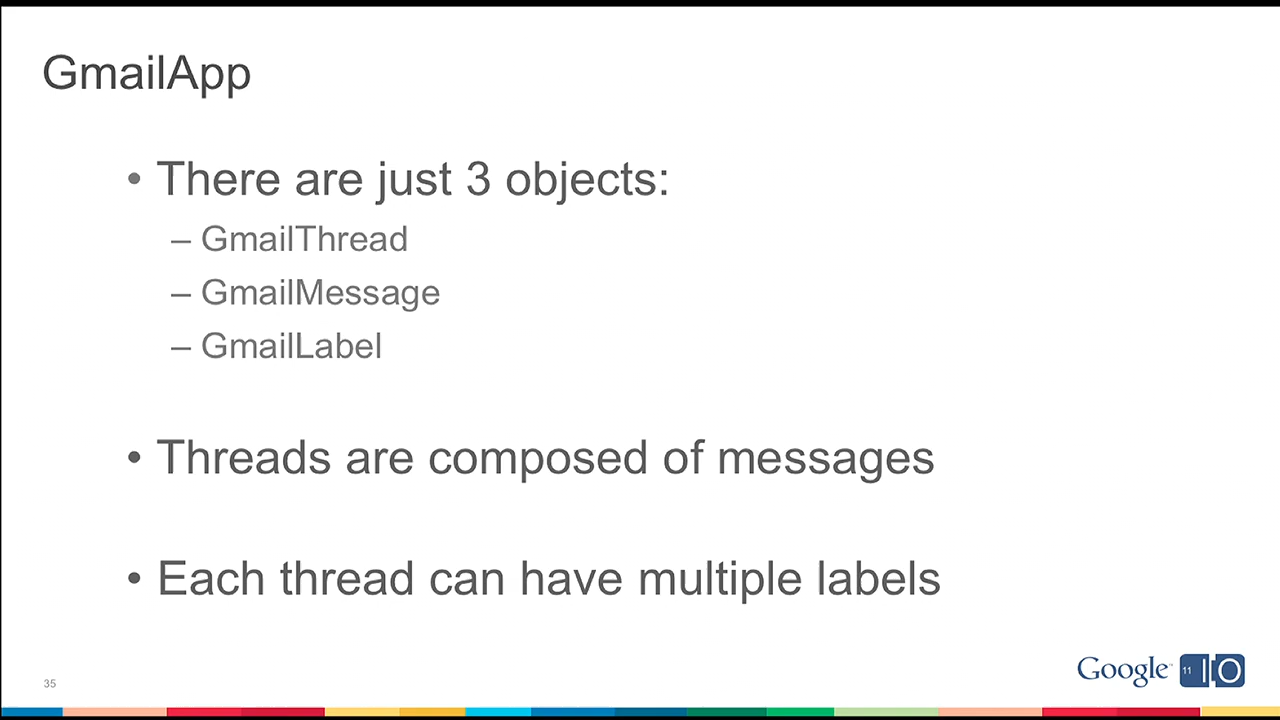 GmailApp
• There are just 3 objects:
– GmailThread
– GmailMessage
– GmailLabel
• Threads are composed of messages
• Each thread can have multiple labels
Google™ 11 IO
35